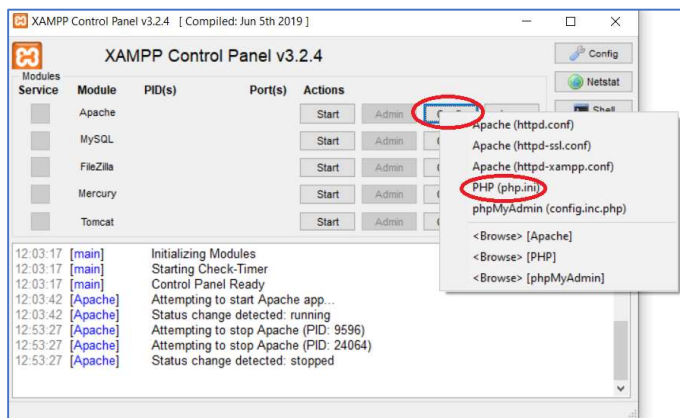 XAMPP Control Panel v3.2.4 [ Compiled: Jun 5th 2019 ]
XAMPP Control Panel v3.2.4
Config
Modules
Service Module PID(s) Port(s) Actions
Netstat
Apache Start Admin
Shell
MySQL Start Admin
FileZilla Start Admin
Mercury Start Admin
Tomcat Start Admin
Apache (httpd.conf)
Apache (httpd-ssl.conf)
Apache (httpd-xampp.conf)
PHP (php.ini)
phpMyAdmin (config.inc.php)
<Browse> [Apache]
<Browse> [PHP]
<Browse> [phpMyAdmin]
12:03:17 [main] Initializing Modules
12:03:17 [main] Starting Check-Timer
12:03:17 [main] Control Panel Ready
12:03:42 [Apache] Attempting to start Apache app...
12:03:42 [Apache] Status change detected: running
12:53:27 [Apache] Attempting to stop Apache (PID: 9596)
12:53:27 [Apache] Attempting to stop Apache (PID: 24064)
12:53:27 [Apache] Status change detected: stopped